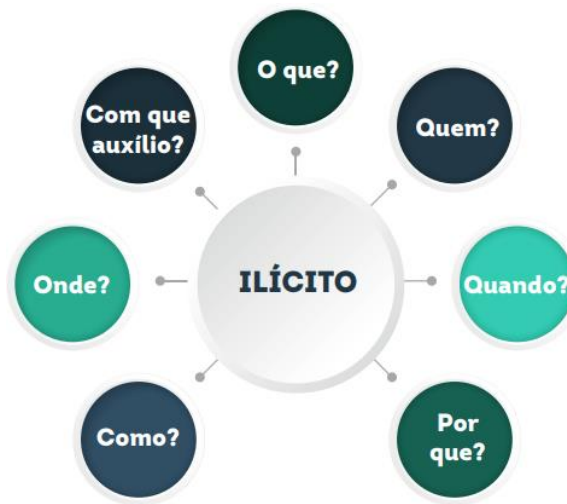 O que?
Com que
auxílio?
Quem?
ILÍCITO
Onde?
Quando?
Como?
Por
que?